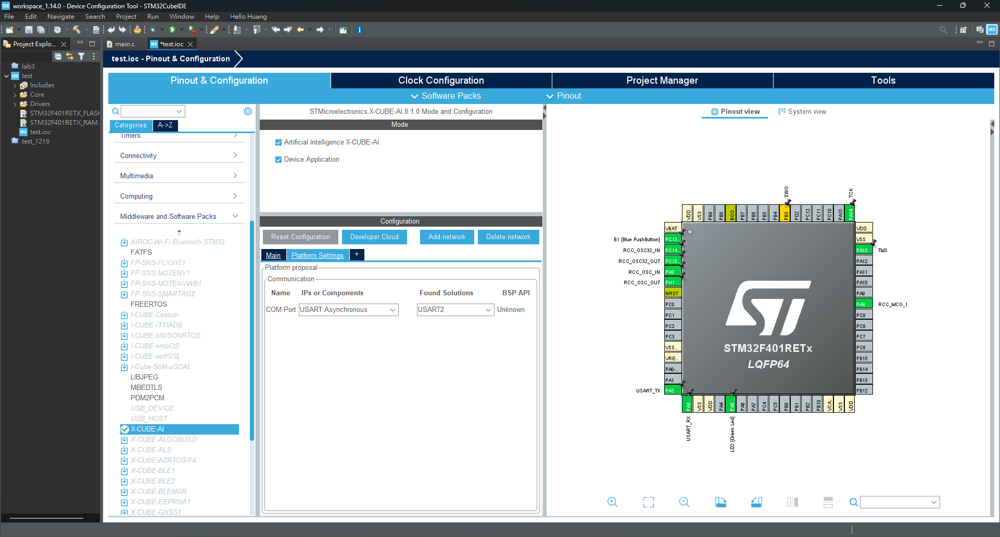 workspace_1.14.0 - Device Configuration Tool - STM32CubeIDE
File Edit Navigate Search Project Run Window Help Hello Huang
Project Explo...
main.c
*test.ioc
lab3
test
Includes
Core
Drivers
STM32F401RETX_FLASH
STM32F401RETX_RAM.
test.ioc
test_1216
test.ioc - Pinout & Configuration
Pinout & Configuration
Clock Configuration
Project Manager
Tools
Software Packs
Pinout
Categories
A->Z
Timers
Connectivity
Multimedia
Computing
Middleware and Software Packs
AIROC-Wi-Fi-Bluetooth-STM32
FATFS
FP-SNS-FLIGHT1
FP-SNS-MOTENV1
FP-SNS-MOTENVWB1
FP-SNS-SMARTAG2
FREERTOS
I-CUBE-Cesium
I-CUBE-ITTIADB
I-CUBE-UNISONRTOS
I-CUBE-embOS
I-CUBE-wolfSSL
I-Cube-SoM-uGOAL
LIBJPEG
MBEDTLS
PDM2PCM
USB_DEVICE
USB_HOST
X-CUBE-AI
X-CUBE-ALGOBUILD
X-CUBE-ALS
X-CUBE-AZRTOS-F4
X-CUBE-BLE1
X-CUBE-BLE2
X-CUBE-BLEMGR
X-CUBE-EEPRMA1
X-CUBE-GNSS1
STMicroelectronics.X-CUBE-AI.8.1.0 Mode and Configuration
Mode
Artificial Intelligence X-CUBE-AI
Device Application
Configuration
Reset Configuration
Developer Cloud
Add network
Delete network
Main
Platform Settings
+
Platform proposal
Communication
Name IPs or Components Found Solutions BSP API
COM Port USART:Asynchronous USART2 Unknown
Pinout view
System view
SWO
TCK
VDD
VSS
PB9
PB8
BOO..
PB7
PB6
PB5
PB4
PB3
PD2
PC12
PC11
PC10
PA15
PA14
VBAT
B1 [Blue PushButton] PC13..
RCC_OSC32_IN PC14..
RCC_OSC32_OUT PC15..
RCC_OSC_IN PH0 ..
RCC_OSC_OUT PH1 ..
NRST
PC0
PC1
PC2
PC3
VSS..
VRE..
PA0-..
PA1
USART_TX PA2
STM32F401RETx
LQFP64
VDD
VSS
PA13 TMS
PA12
PA11
PA10
PA9
PA8 RCC_MCO_1
PC9
PC8
PC7
PC6
PB15
PB14
PB13
PB12
PA3
VSS
VDD
PA4
PA5
PA6
PA7
PC4
PC5
PB0
PB1
PB2
PB10
VCA..
VSS
VDD
USART_RX
LD2 [Green Led]